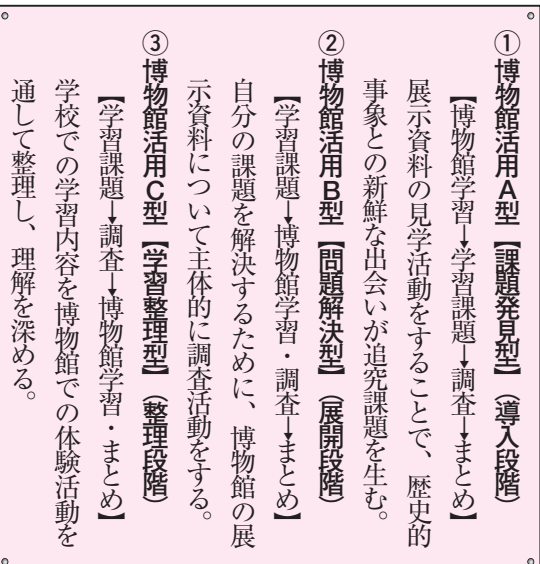 ①博物館活用A型【課題発見型】（導入段階）
【博物館学習→学習課題→調査→まとめ】
展示資料の見学活動をすることで、歴史的
事象との新鮮な出会いが追究課題を生む。
②博物館活用B型【問題解決型】（展開段階）
【学習課題→博物館学習・調査→まとめ】
自分の課題を解決するために、博物館の展
示資料について主体的に調査活動をする。
③博物館活用C型【学習整理型】（整理段階）
【学習課題→調査→博物館学習・まとめ】
学校での学習内容を博物館での体験活動を
通して整理し、理解を深める。